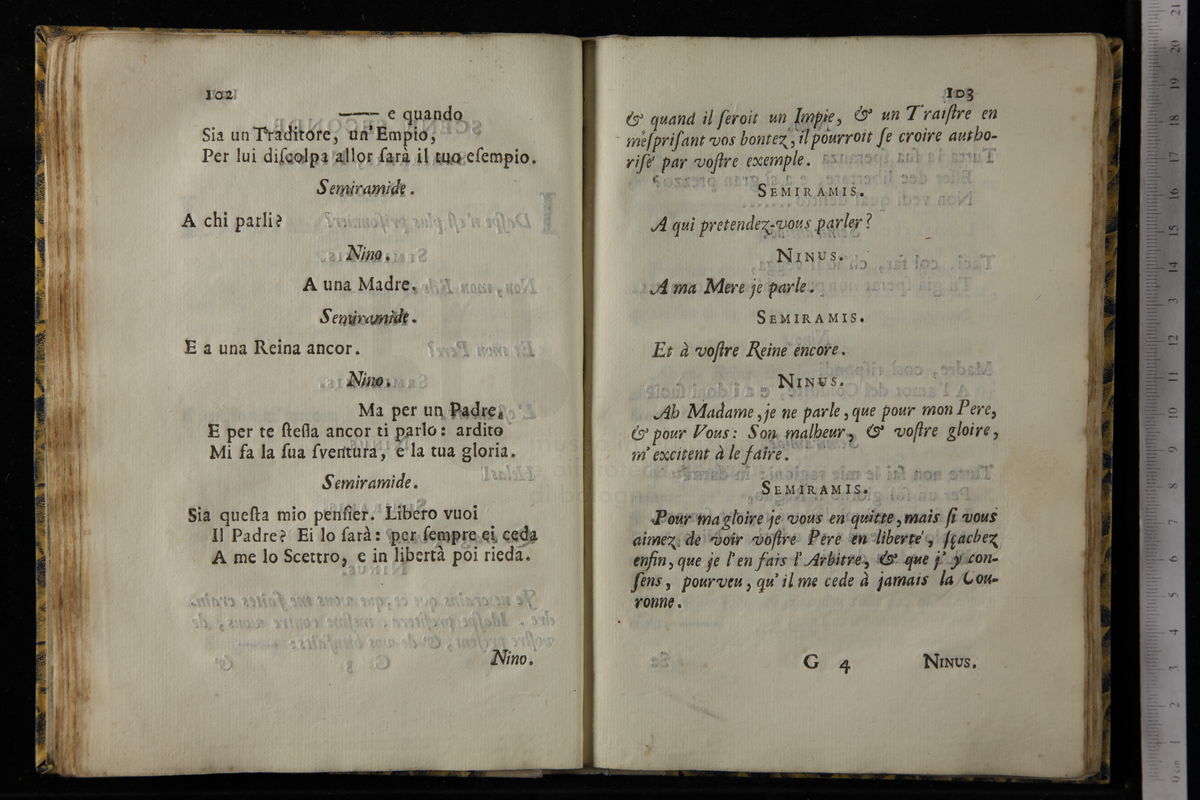 102
—— e quando
Sia un Traditore, un'Empio,
Per lui diſcolpa allor ſarà il tuo eſempio.
Semiramide.
A chi parli?
Nino.
A una Madre.
Semiramide.
E a una Reina ancor.
Nino.
Ma per un Padre,
E per te ſteſſa ancor ti parlo: ardito
Mi fa la ſua ſventura, e la tua gloria.
Semiramide.
Sia queſta mio penſier. Libero vuoi
Il Padre? Ei lo ſarà: per ſempre ei ceda
A me lo Scettro, e in libertà poi rieda.
Nino.
103
& quand il ſeroit un Impie, & un Traiſtre en
meſpriſant vos bontez, il pourroit ſe croire autho-
riſé par voſtre exemple.
SEMIRAMIS.
A qui pretendez-vous parler?
NINUS.
A ma Mere je parle.
SEMIRAMIS.
Et à voſtre Reine encore.
NINUS.
Ah Madame, je ne parle, que pour mon Pere,
& pour Vous: Son malheur, & voſtre gloire,
m'excitent à le faire.
SEMIRAMIS.
Pour ma gloire je vous en quitte, mais ſi vous
aimez de voir voſtre Pere en liberté, ſçachez
enfin, que je l'en fais l'Arbitre, & que j'y con-
ſens, pourveu, qu'il me cede à jamais la Cou-
ronne.
G 4 NINUS.